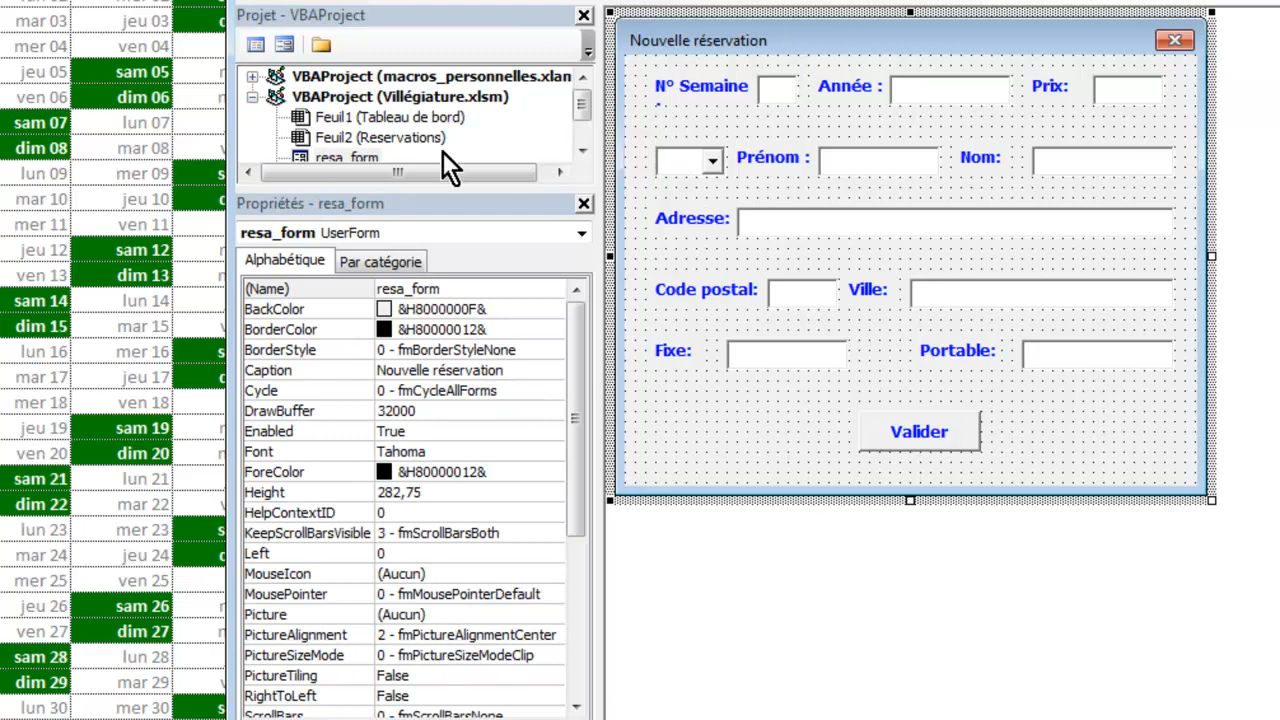 mar 03 jeu 03
mer 04 ven 04
jeu 05 sam 05
ven 06 dim 06
sam 07 lun 07
dim 08 mar 08
lun 09 mer 09
mar 10 jeu 10
mer 11 ven 11
jeu 12 sam 12
ven 13 dim 13
sam 14 lun 14
dim 15 mar 15
lun 16 mer 16
mar 17 jeu 17
mer 18 ven 18
jeu 19 sam 19
ven 20 dim 20
sam 21 lun 21
dim 22 mar 22
lun 23 mer 23
mar 24 jeu 24
mer 25 ven 25
jeu 26 sam 26
ven 27 dim 27
sam 28 lun 28
dim 29 mar 29
lun 30 mer 30
Projet - VBAProject
VBAProject (macros_personnelles.xlam
VBAProject (Villégiature.xlsm)
Feuil1 (Tableau de bord)
Feuil2 (Reservations)
resa_form
Propriétés - resa_form
resa_form UserForm
Alphabétique Par catégorie
(Name) resa_form
BackColor &H8000000F&
BorderColor &H80000012&
BorderStyle 0 - fmBorderStyleNone
Caption Nouvelle réservation
Cycle 0 - fmCycleAllForms
DrawBuffer 32000
Enabled True
Font Tahoma
ForeColor &H80000012&
Height 282,75
HelpContextID 0
KeepScrollBarsVisible 3 - fmScrollBarsBoth
Left 0
MouseIcon (Aucun)
MousePointer 0 - fmMousePointerDefault
Picture (Aucun)
PictureAlignment 2 - fmPictureAlignmentCenter
PictureSizeMode 0 - fmPictureSizeModeClip
PictureTiling False
RightToLeft False
ScrollBars 0 - fmScrollBarsNone
Nouvelle réservation
N° Semaine : Année : Prix:
Prénom : Nom:
Adresse:
Code postal: Ville:
Fixe: Portable:
Valider